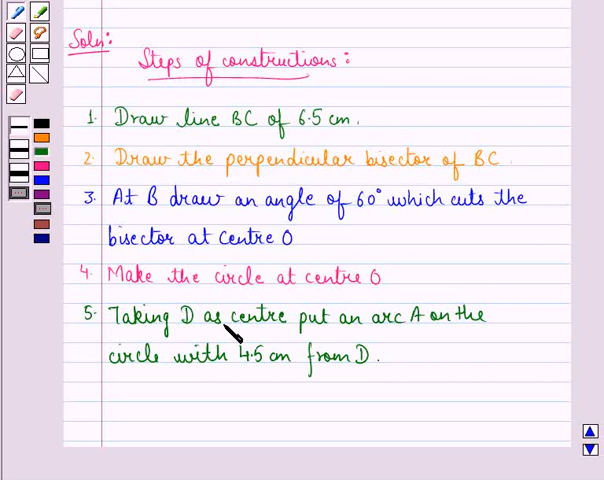 Soln:
Steps of constructions:
1. Draw line BC of 6.5 cm.
2. Draw the perpendicular bisector of BC.
3. At B draw an angle of 60° which cuts the
bisector at centre O
4. Make the circle at centre O
5. Taking D as centre put an arc A on the
circle with 4.5 cm from D.